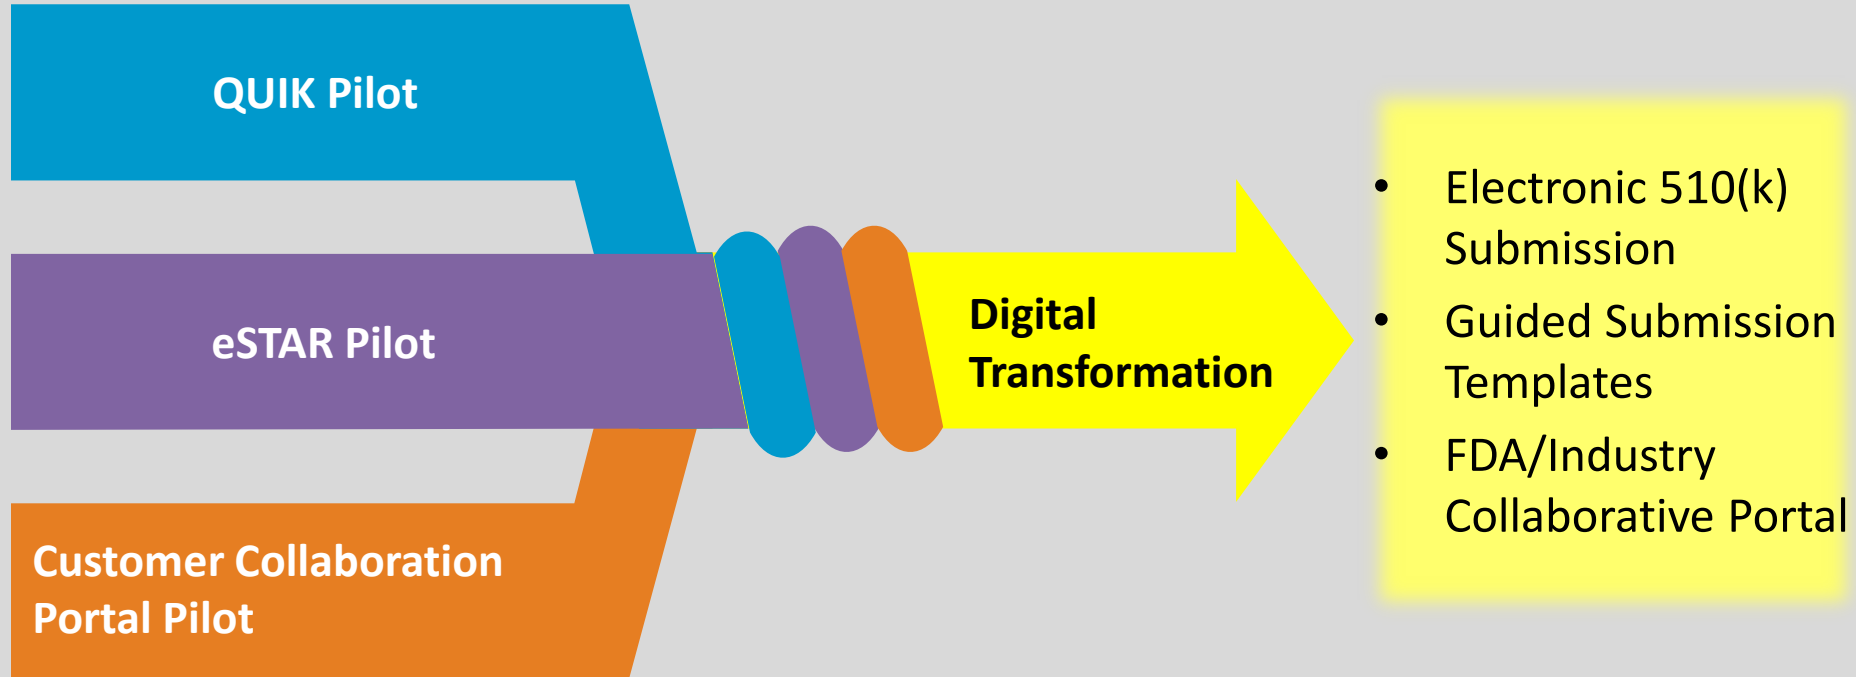 QUIK Pilot
eSTAR Pilot
Customer Collaboration
Portal Pilot
Digital
Transformation
• Electronic 510(k)
Submission
• Guided Submission
Templates
• FDA/Industry
Collaborative Portal